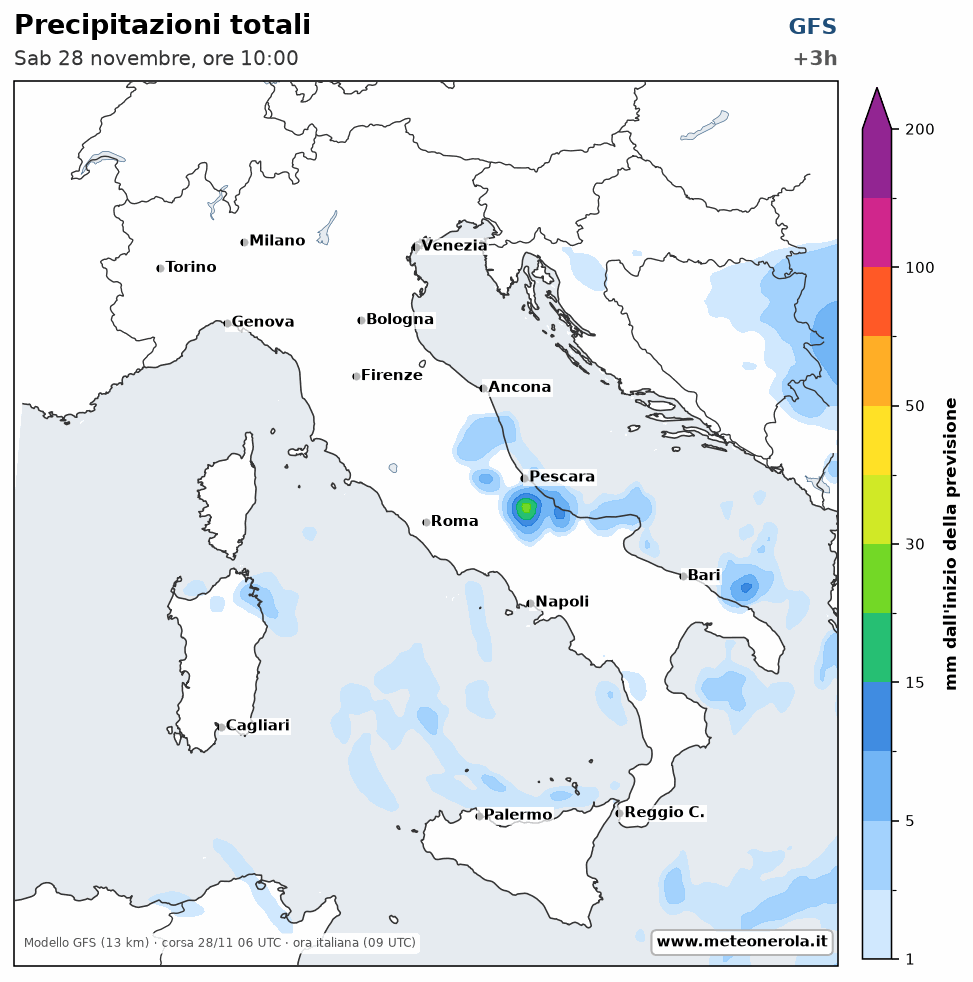 Precipitazioni totali
GFS
Sab 28 novembre, ore 10:00
+3h
200
Milano
Venezia
Torino
100
Genova
Bologna
Firenze
Ancona
50
Pescara
Roma
30
Bari
Napoli
15
Cagliari
Palermo
Reggio C.
5
mm dall'inizio della previsione
Modello GFS (13 km) · corsa 28/11 06 UTC · ora italiana (09 UTC)
www.meteonerola.it
1